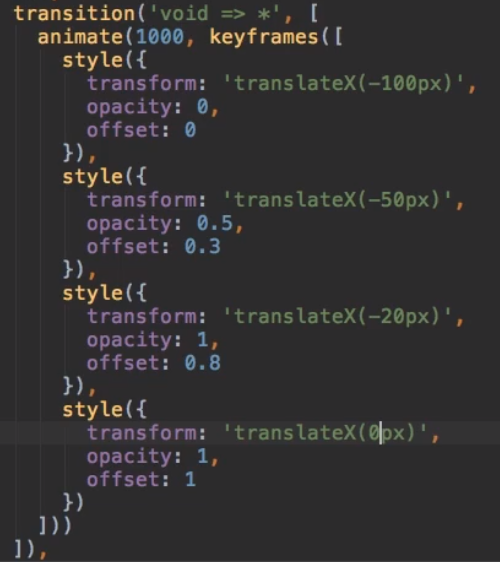 transition('void => *', [
  animate(1000, keyframes([
    style({
      transform: 'translateX(-100px)',
      opacity: 0,
      offset: 0
    }),
    style({
      transform: 'translateX(-50px)',
      opacity: 0.5,
      offset: 0.3
    }),
    style({
      transform: 'translateX(-20px)',
      opacity: 1,
      offset: 0.8
    }),
    style({
      transform: 'translateX(0px)',
      opacity: 1,
      offset: 1
    })
  ]))
]),